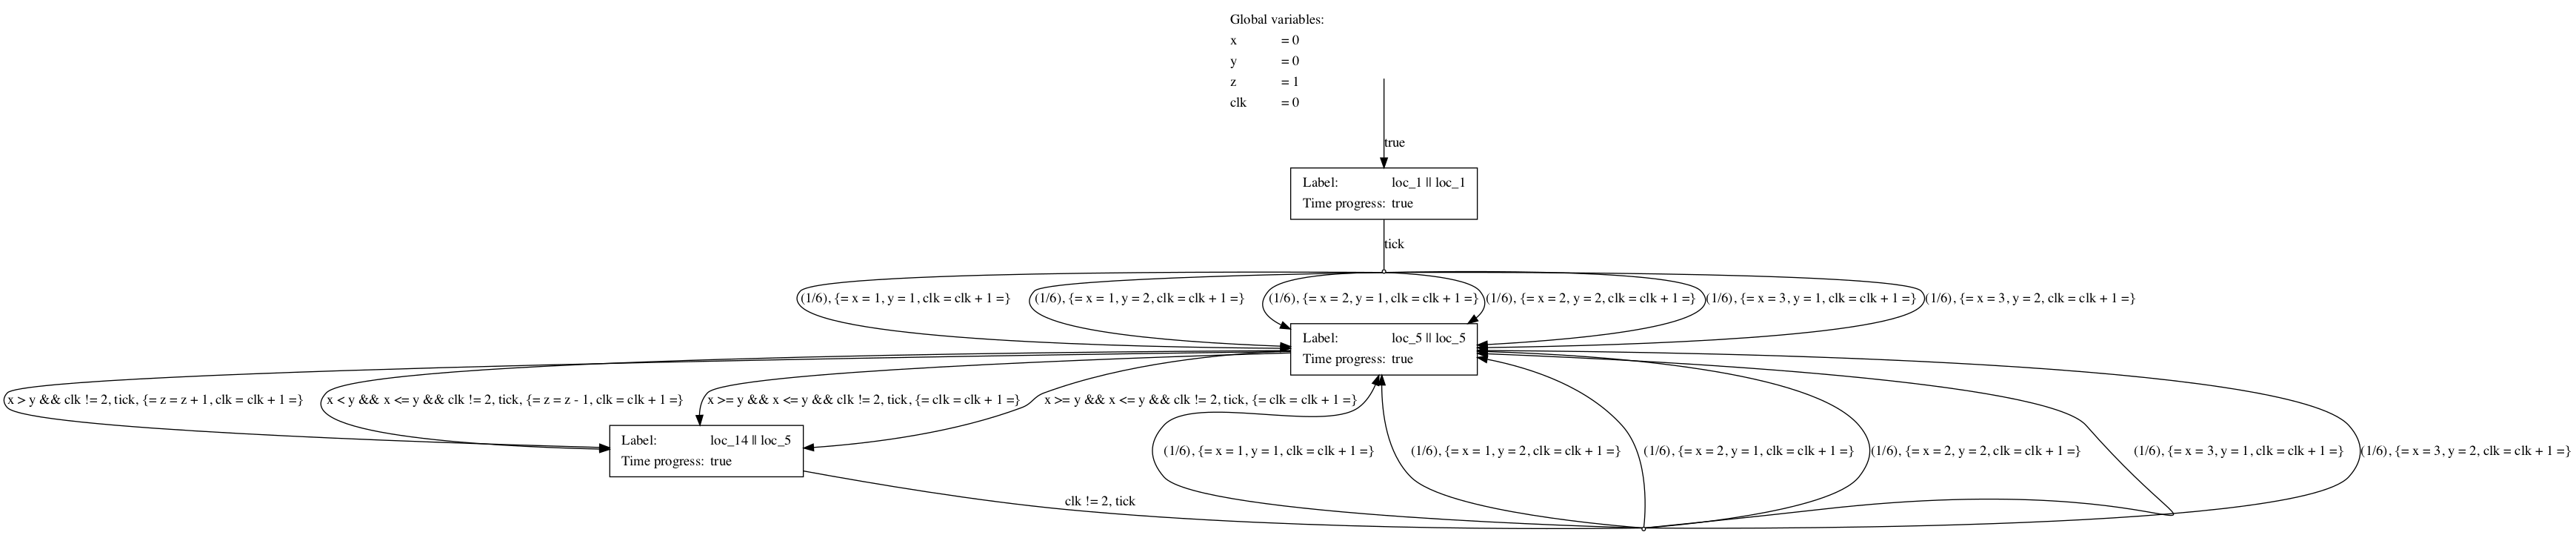 Global variables:
x = 0
y = 0
z = 1
clk = 0
true
Label: loc_1 || loc_1
Time progress: true
tick
(1/6), {= x = 1, y = 1, clk = clk + 1 =}
(1/6), {= x = 1, y = 2, clk = clk + 1 =}
(1/6), {= x = 2, y = 1, clk = clk + 1 =}
(1/6), {= x = 2, y = 2, clk = clk + 1 =}
(1/6), {= x = 3, y = 1, clk = clk + 1 =}
(1/6), {= x = 3, y = 2, clk = clk + 1 =}
Label: loc_5 || loc_5
Time progress: true
x > y && clk != 2, tick, {= z = z + 1, clk = clk + 1 =}
x < y && x <= y && clk != 2, tick, {= z = z - 1, clk = clk + 1 =}
x >= y && x <= y && clk != 2, tick, {= clk = clk + 1 =}
x >= y && x <= y && clk != 2, tick, {= clk = clk + 1 =}
Label: loc_14 || loc_5
Time progress: true
(1/6), {= x = 1, y = 1, clk = clk + 1 =}
(1/6), {= x = 1, y = 2, clk = clk + 1 =}
(1/6), {= x = 2, y = 1, clk = clk + 1 =}
(1/6), {= x = 2, y = 2, clk = clk + 1 =}
(1/6), {= x = 3, y = 1, clk = clk + 1 =}
(1/6), {= x = 3, y = 2, clk = clk + 1 =}
clk != 2, tick